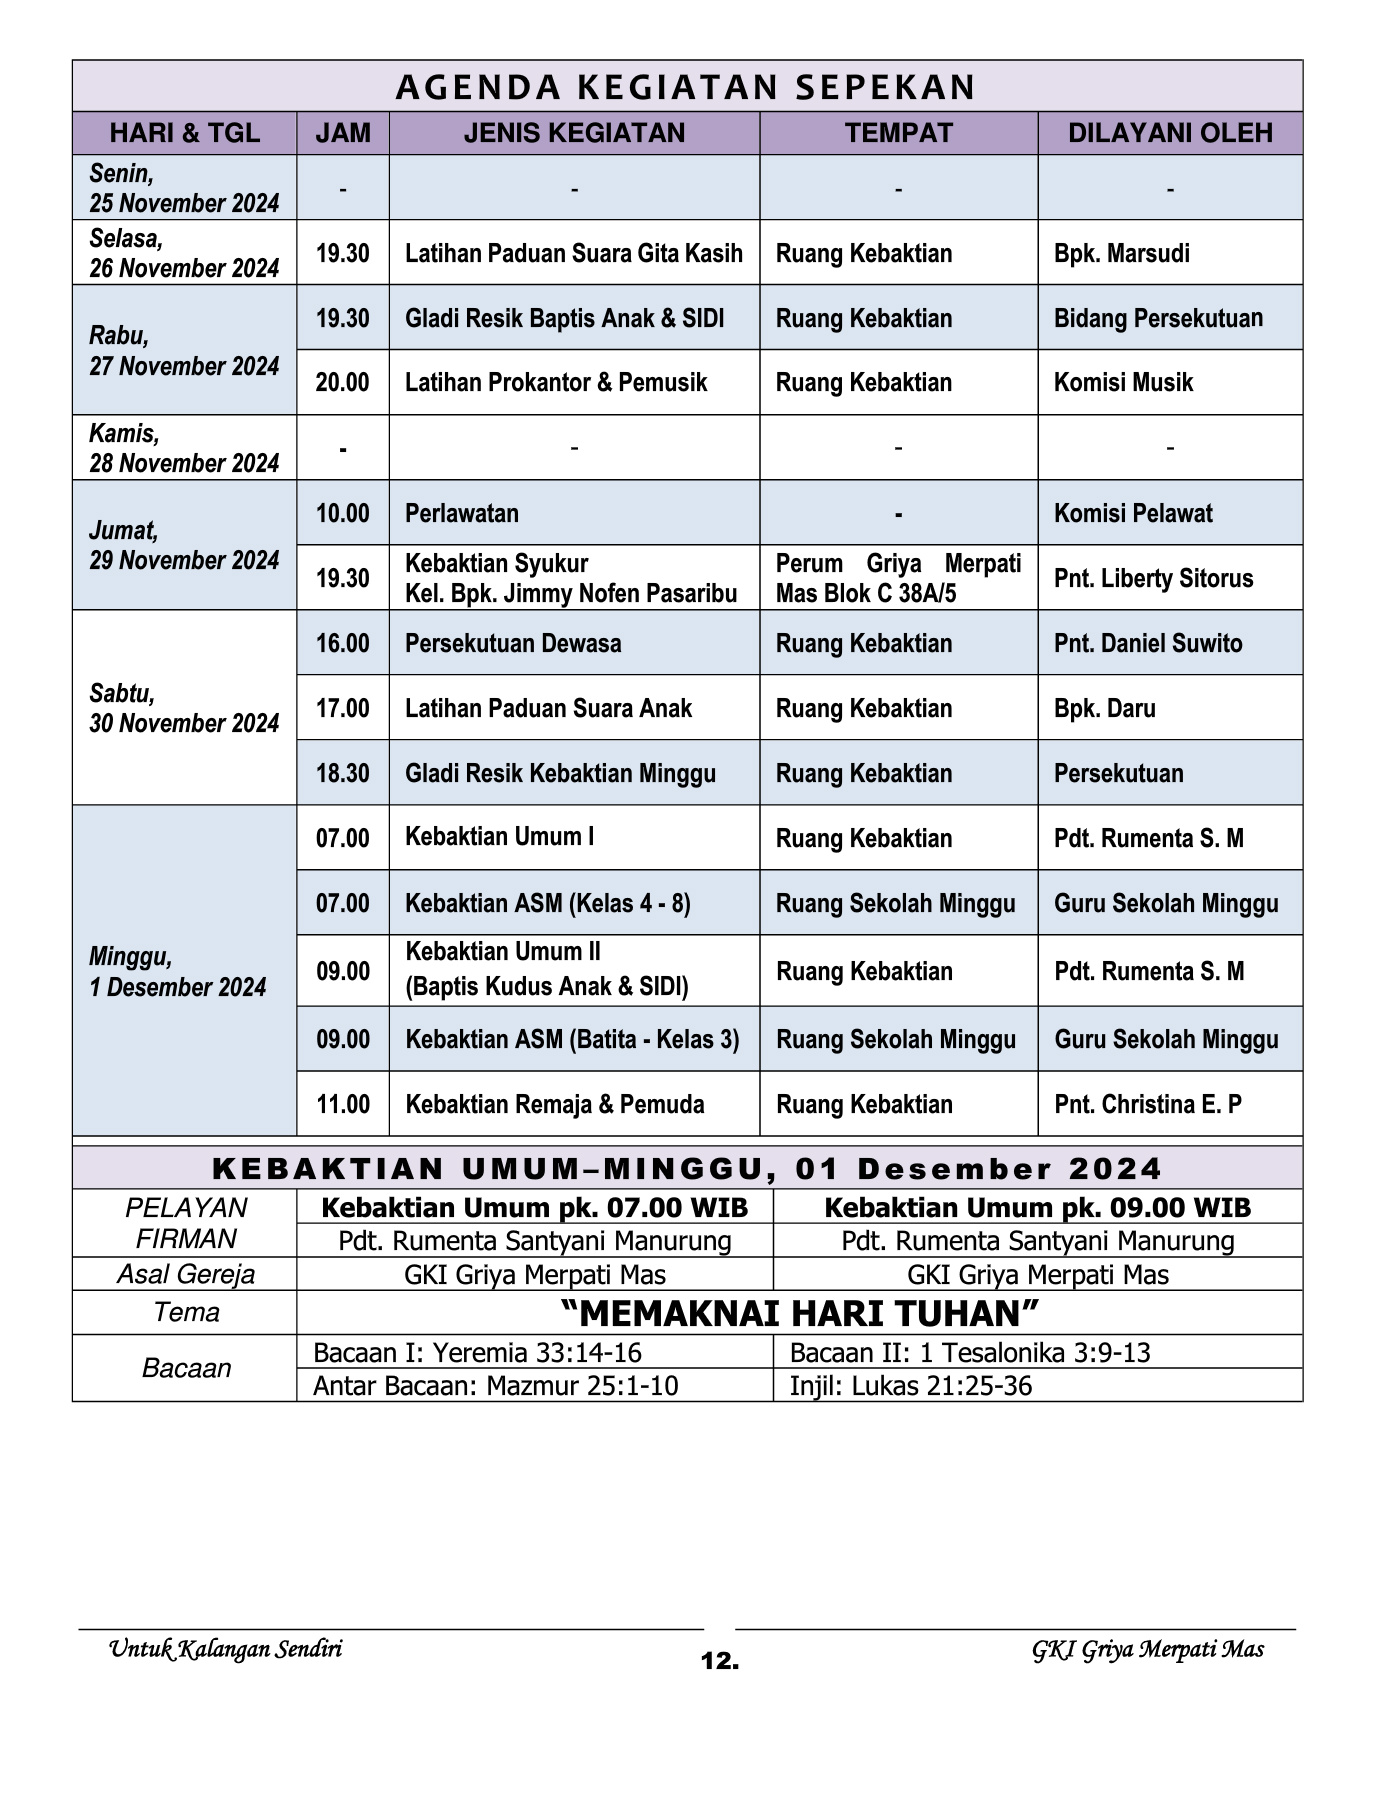 AGENDA KEGIATAN SEPEKAN
HARI & TGL JAM JENIS KEGIATAN TEMPAT DILAYANI OLEH
Senin,
25 November 2024 - - - -
Selasa,
26 November 2024 19.30 Latihan Paduan Suara Gita Kasih Ruang Kebaktian Bpk. Marsudi
Rabu,
27 November 2024
19.30 Gladi Resik Baptis Anak & SIDI Ruang Kebaktian Bidang Persekutuan
20.00 Latihan Prokantor & Pemusik Ruang Kebaktian Komisi Musik
Kamis,
28 November 2024 - - - -
Jumat,
29 November 2024
10.00 Perlawatan - Komisi Pelawat
19.30 Kebaktian Syukur
Kel. Bpk. Jimmy Nofen Pasaribu
Perum Griya Merpati
Mas Blok C 38A/5
Pnt. Liberty Sitorus
Sabtu,
30 November 2024
16.00 Persekutuan Dewasa Ruang Kebaktian Pnt. Daniel Suwito
17.00 Latihan Paduan Suara Anak Ruang Kebaktian Bpk. Daru
18.30 Gladi Resik Kebaktian Minggu Ruang Kebaktian Persekutuan
Minggu,
1 Desember 2024
07.00 Kebaktian Umum I Ruang Kebaktian Pdt. Rumenta S. M
07.00 Kebaktian ASM (Kelas 4 - 8) Ruang Sekolah Minggu Guru Sekolah Minggu
09.00 Kebaktian Umum II
(Baptis Kudus Anak & SIDI)
Ruang Kebaktian Pdt. Rumenta S. M
09.00 Kebaktian ASM (Batita - Kelas 3) Ruang Sekolah Minggu Guru Sekolah Minggu
11.00 Kebaktian Remaja & Pemuda Ruang Kebaktian Pnt. Christina E. P
KEBAKTIAN UMUM–MINGGU, 01 Desember 2024
PELAYAN
FIRMAN
Kebaktian Umum pk. 07.00 WIB Kebaktian Umum pk. 09.00 WIB
Pdt. Rumenta Santyani Manurung Pdt. Rumenta Santyani Manurung
Asal Gereja GKI Griya Merpati Mas GKI Griya Merpati Mas
Tema “MEMAKNAI HARI TUHAN”
Bacaan
Bacaan I: Yeremia 33:14-16 Bacaan II: 1 Tesalonika 3:9-13
Antar Bacaan: Mazmur 25:1-10 Injil: Lukas 21:25-36
Untuk Kalangan Sendiri 12. GKI Griya Merpati Mas